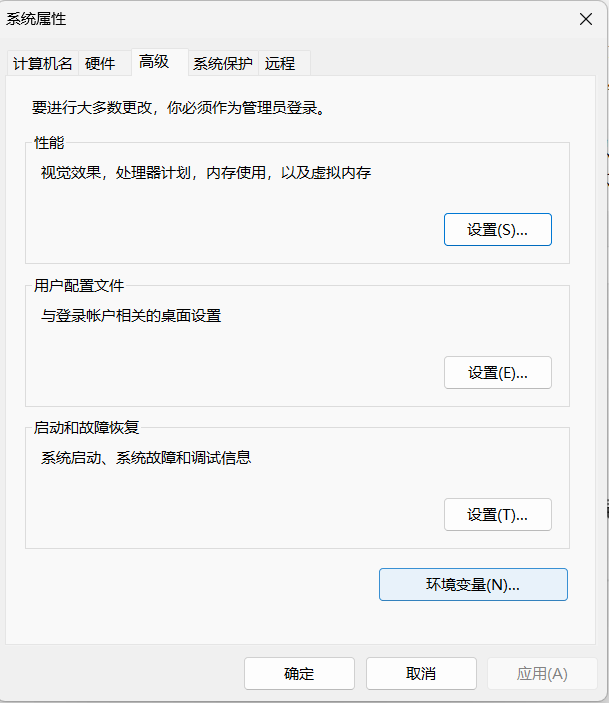 系统属性
计算机名 硬件 高级 系统保护 远程
要进行大多数更改，你必须作为管理员登录。
性能
视觉效果，处理器计划，内存使用，以及虚拟内存
设置(S)...
用户配置文件
与登录帐户相关的桌面设置
设置(E)...
启动和故障恢复
系统启动、系统故障和调试信息
设置(T)...
环境变量(N)...
确定 取消 应用(A)